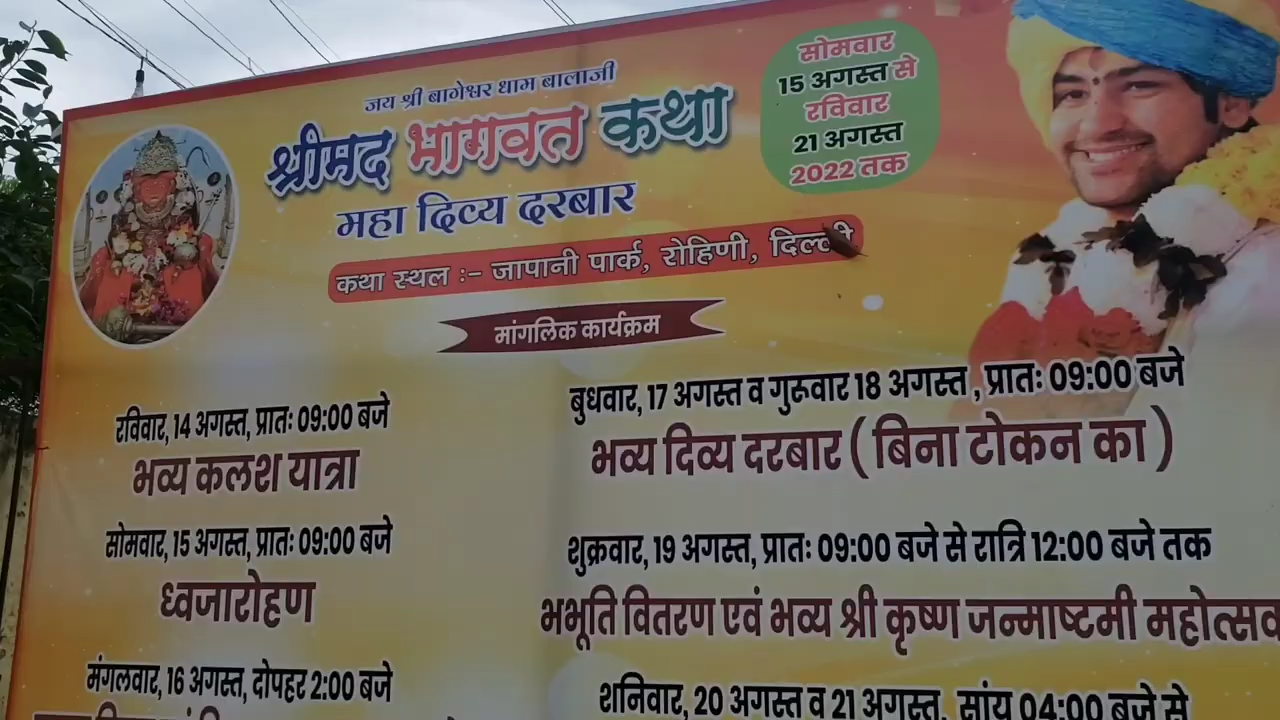 जय श्री बागेश्वर धाम बालाजी
श्रीमद भागवत कथा
महा दिव्य दरबार
सोमवार
15 अगस्त से
रविवार
21 अगस्त
2022 तक
कथा स्थल :- जापानी पार्क, रोहिणी,
मांगलिक कार्यक्रम
रविवार, 14 अगस्त, प्रातः 09:00 बजे
भव्य कलश यात्रा
सोमवार, 15 अगस्त, प्रातः 09:00 बजे
ध्वजारोहण
मंगलवार, 16 अगस्त, दोपहर 2:00 बजे
बुधवार, 17 अगस्त व गुरूवार 18 अगस्त , प्रातः 09:00 बजे
भव्य दिव्य दरबार ( बिना टोकन का )
शुक्रवार, 19 अगस्त, प्रातः 09:00 बजे से रात्रि 12:00 बजे तक
भभूति वितरण एवं भव्य श्री कृष्ण जन्माष्टमी महोत्सव
शनिवार, 20 अगस्त व 21 अगस्त, सांय 04:00 बजे से